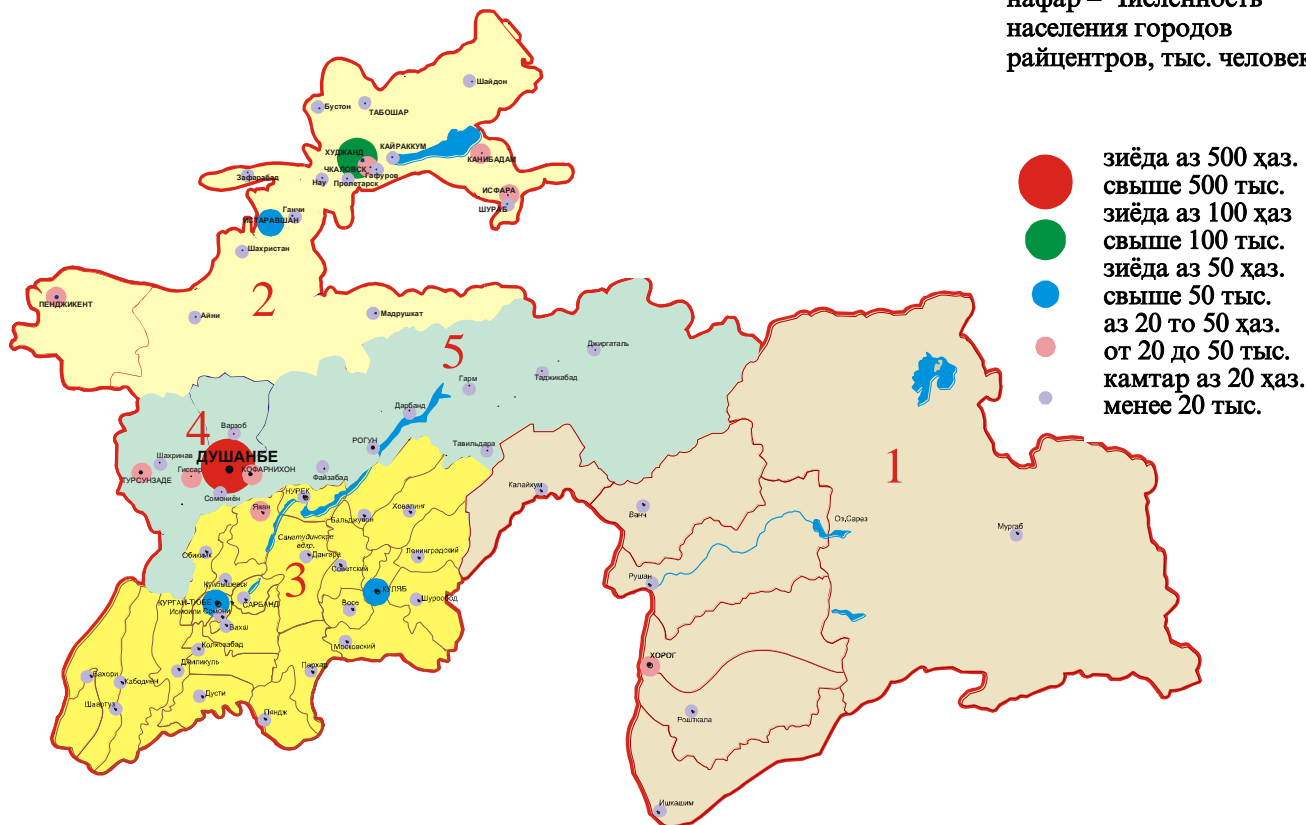 нафар – Численность
населения городов
райцентров, тыс. человек
зиёда аз 500 ҳаз.
свыше 500 тыс.
зиёда аз 100 ҳаз
свыше 100 тыс.
зиёда аз 50 ҳаз.
свыше 50 тыс.
аз 20 то 50 ҳаз.
от 20 до 50 тыс.
камтар аз 20 ҳаз.
менее 20 тыс.
Шайдон
Бустон
ТАБОШАР
ХУДЖАНД
КАЙРАККУМ
КАНИБАДАМ
ЧКАЛОВСК
Гафуров
Зафарабад
Нау
Пролетарск
ИСФАРА
ШУРАБ
Ганчи
ИСТАРАВШАН
Шахристан
2
ПЕНДЖИКЕНТ
Айни
Мадрушкат
5
Джиргаталь
Таджикабад
Гарм
Дарбанд
4
Варзоб
РОГУН
Тавильдара
Шахринав
ДУШАНБЕ
ТУРСУНЗАДЕ
Гиссар
КОФАРНИХОН
Файзабад
Сомониён
НУРЕК
Яван
Бальджувон
Ховалинг
Сангтудинское
вдхр.
Обикиик
Дангара
Ленинградский
Советский
3
Куйбышевск
КУРГАН-ТЮБЕ
САРБАНД
КУЛЯБ
Шуррообод
Исмоили Сомони
Восе
Вахш
Колхозабад
Московский
Джиликуль
Пархар
Бахори
Кабодиён
Дусти
Шаартуз
Пяндж
1
Калайхум
Ванч
Оз,Сарез
Мургаб
Рушан
ХОРОГ
Рошткала
Ишкашим